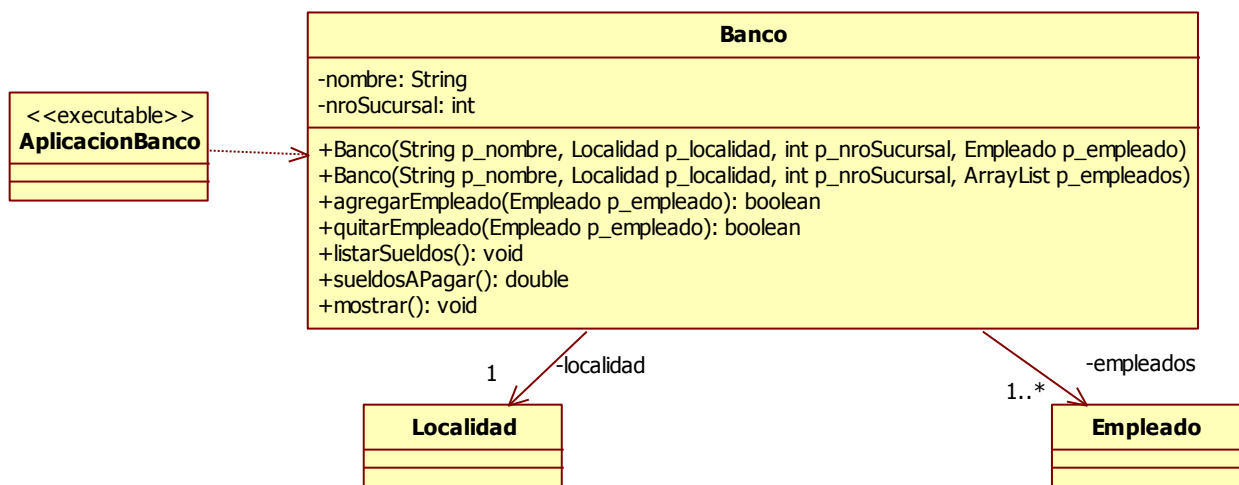 Banco
-nombre: String
-nroSucursal: int
<<executable>>
AplicacionBanco
+Banco(String p_nombre, Localidad p_localidad, int p_nroSucursal, Empleado p_empleado)
+Banco(String p_nombre, Localidad p_localidad, int p_nroSucursal, ArrayList p_empleados)
+agregarEmpleado(Empleado p_empleado): boolean
+quitarEmpleado(Empleado p_empleado): boolean
+listarSueldos(): void
+sueldosAPagar(): double
+mostrar(): void
-localidad
1
-empleados
1..*
Localidad
Empleado